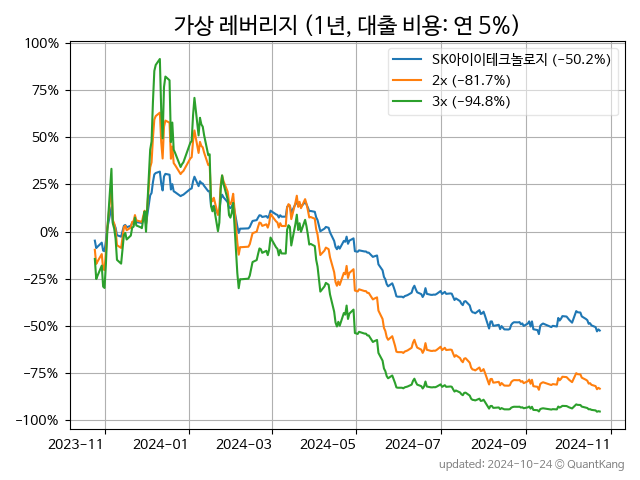 가상 레버리지 (1년, 대출 비용: 연 5%)
SK아이이테크놀로지 (−50.2%)
2x (−81.7%)
3x (−94.8%)
100%
75%
50%
25%
0%
−25%
−50%
−75%
−100%
2023-11 2024-01 2024-03 2024-05 2024-07 2024-09 2024-11
updated: 2024-10-24 © QuantKang